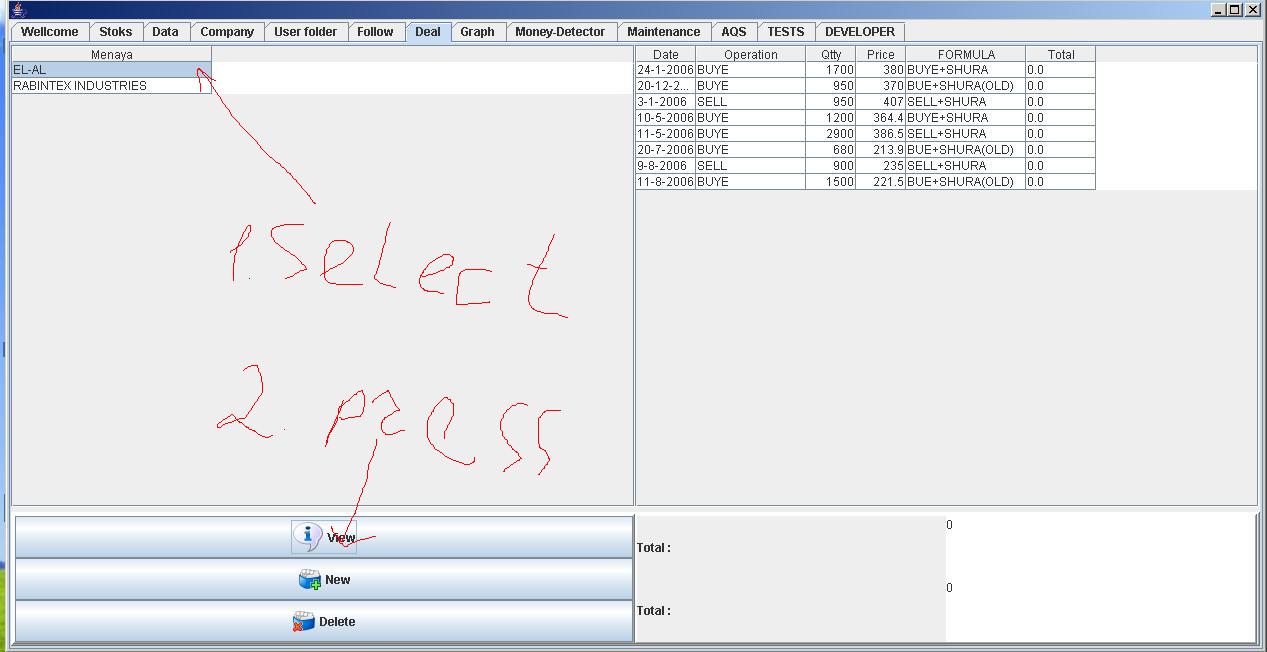 Wellcome Stoks Data Company User folder Follow Deal Graph Money-Detector Maintenance AQS TESTS DEVELOPER
Menaya
EL-AL
RABINTEX INDUSTRIES
Date Operation Qtty Price FORMULA Total
24-1-2006 BUYE 1700 380 BUYE+SHURA 0.0
20-12-2... BUYE 950 370 BUE+SHURA(OLD) 0.0
3-1-2006 SELL 950 407 SELL+SHURA 0.0
10-5-2006 BUYE 1200 364.4 BUYE+SHURA 0.0
11-5-2006 BUYE 2900 386.5 SELL+SHURA 0.0
20-7-2006 BUYE 680 213.9 BUE+SHURA(OLD) 0.0
9-8-2006 SELL 900 235 SELL+SHURA 0.0
11-8-2006 BUYE 1500 221.5 BUE+SHURA(OLD) 0.0
1. Select
2. press
View
New
Delete
0
Total :
0
Total :